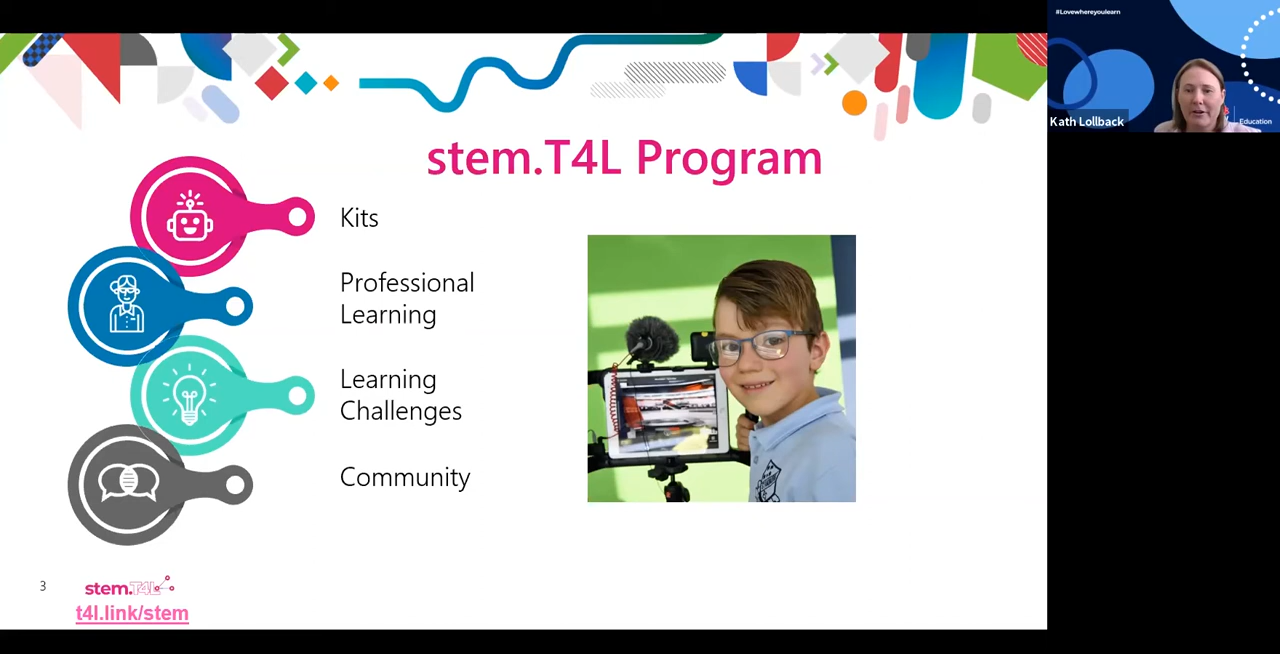 #Lovewhereyoulearn
Kath Lollback
Education
stem.T4L Program
Kits
Professional
Learning
Learning
Challenges
Community
3
stem.T4L
t4l.link/stem